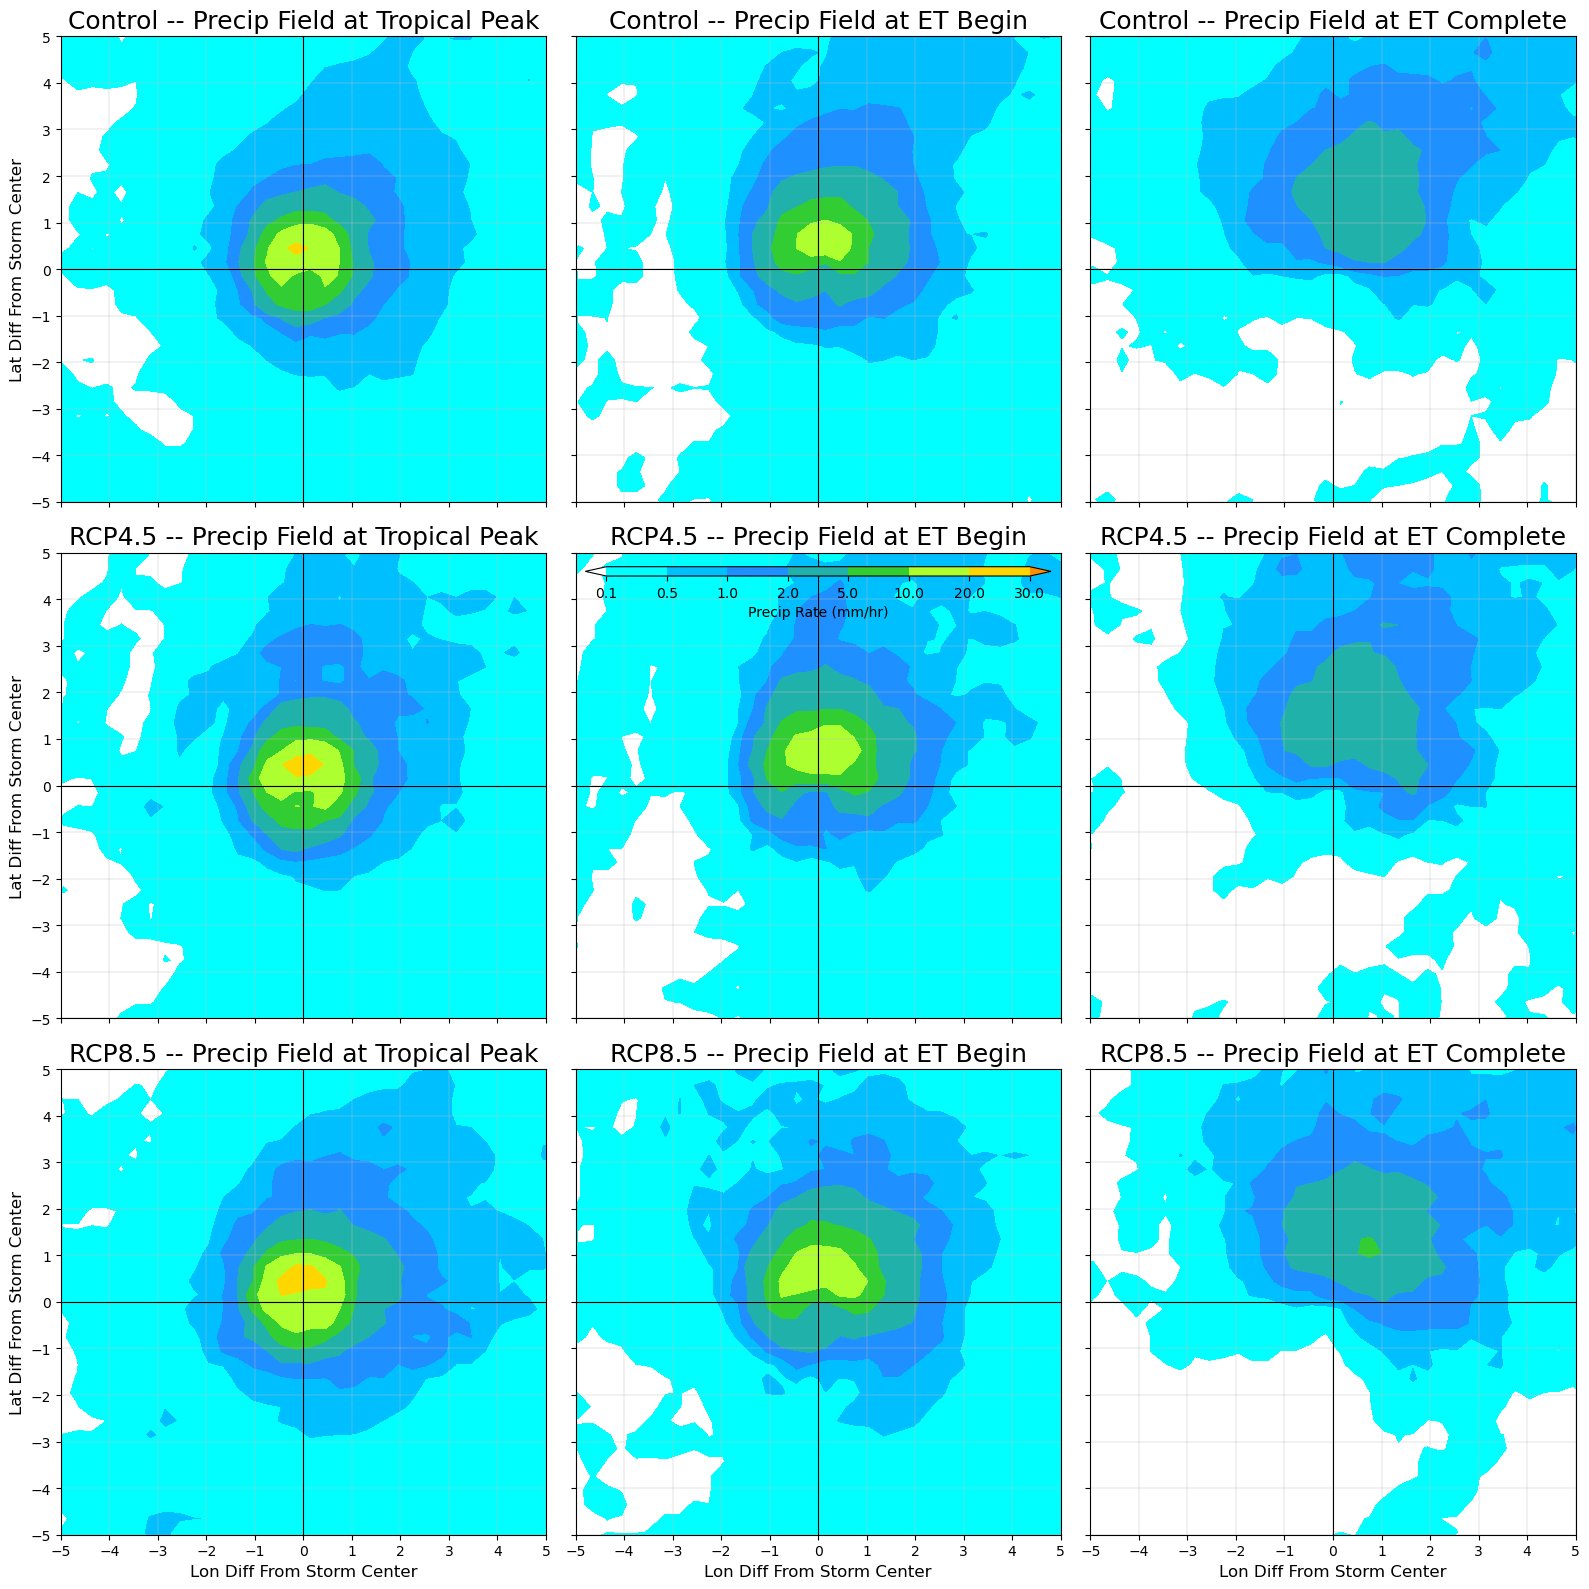 Control -- Precip Field at Tropical Peak
Control -- Precip Field at ET Begin
Control -- Precip Field at ET Complete
5
4
3
2
1
0
−1
−2
−3
−4
−5
Lat Diff From Storm Center
RCP4.5 -- Precip Field at Tropical Peak
RCP4.5 -- Precip Field at ET Begin
RCP4.5 -- Precip Field at ET Complete
0.1 0.5 1.0 2.0 5.0 10.0 20.0 30.0
Precip Rate (mm/hr)
5
4
3
2
1
0
−1
−2
−3
−4
−5
Lat Diff From Storm Center
RCP8.5 -- Precip Field at Tropical Peak
RCP8.5 -- Precip Field at ET Begin
RCP8.5 -- Precip Field at ET Complete
5
4
3
2
1
0
−1
−2
−3
−4
−5
Lat Diff From Storm Center
−5 −4 −3 −2 −1 0 1 2 3 4 5
−5 −4 −3 −2 −1 0 1 2 3 4 5
−5 −4 −3 −2 −1 0 1 2 3 4 5
Lon Diff From Storm Center
Lon Diff From Storm Center
Lon Diff From Storm Center